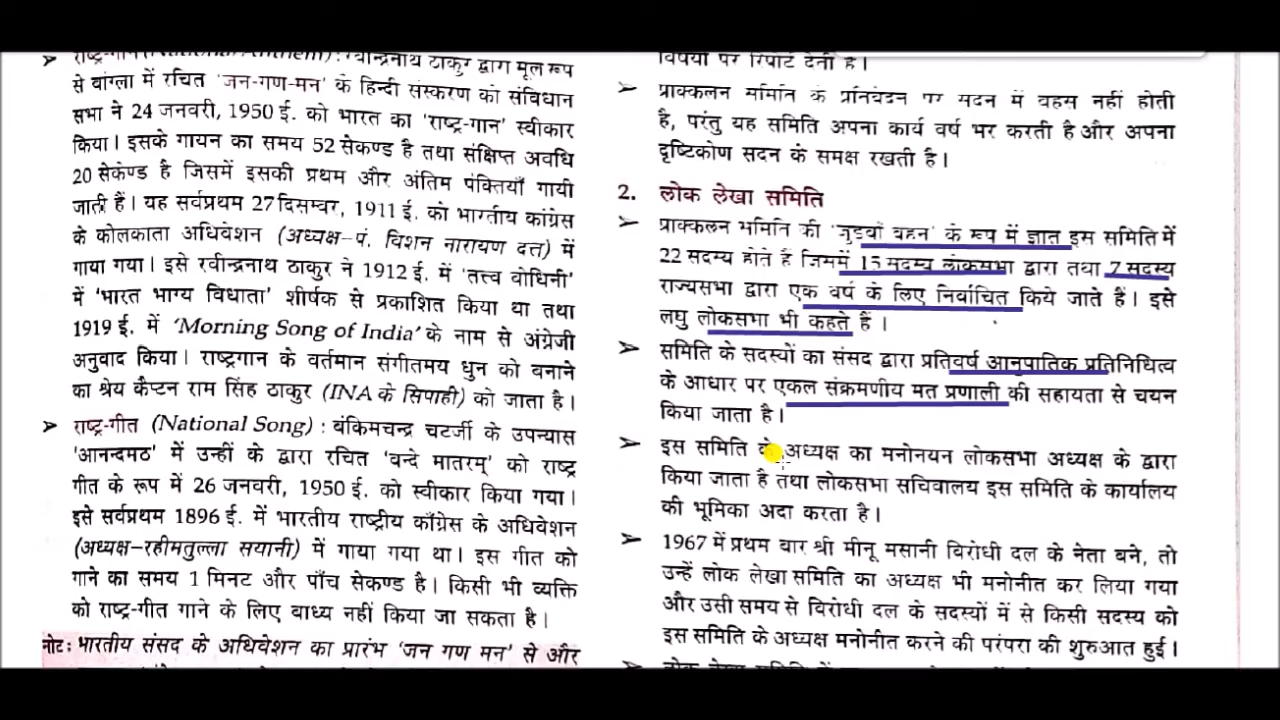 राष्ट्र-गान (National Anthem) : रवीन्द्रनाथ ठाकुर द्वारा मूल रूप
से बांग्ला में रचित 'जन-गण-मन' के हिन्दी संस्करण को संविधान
सभा ने 24 जनवरी, 1950 ई. को भारत का 'राष्ट्र-गान' स्वीकार
किया। इसके गायन का समय 52 सेकण्ड है तथा संक्षिप्त अवधि
20 सेकेण्ड है जिसमें इसकी प्रथम और अंतिम पंक्तियाँ गायी
जाती हैं। यह सर्वप्रथम 27 दिसम्बर, 1911 ई. को भारतीय कांग्रेस
के कोलकाता अधिवेशन (अध्यक्ष–पं. विशन नारायण दत्त) में
गाया गया। इसे रवीन्द्रनाथ ठाकुर ने 1912 ई. में 'तत्त्व बोधिनी'
में 'भारत भाग्य विधाता' शीर्षक से प्रकाशित किया था तथा
1919 ई. में 'Morning Song of India' के नाम से अंग्रेजी
अनुवाद किया। राष्ट्रगान के वर्तमान संगीतमय धुन को बनाने
का श्रेय कैप्टन राम सिंह ठाकुर (INA के सिपाही) को जाता है।
राष्ट्र-गीत (National Song) : बंकिमचन्द्र चटर्जी के उपन्यास
'आनन्दमठ' में उन्हीं के द्वारा रचित 'वन्दे मातरम्' को राष्ट्र
गीत के रूप में 26 जनवरी, 1950 ई. को स्वीकार किया गया।
इसे सर्वप्रथम 1896 ई. में भारतीय राष्ट्रीय काँग्रेस के अधिवेशन
(अध्यक्ष–रहीमतुल्ला सयानी) में गाया गया था। इस गीत को
गाने का समय 1 मिनट और पाँच सेकण्ड है। किसी भी व्यक्ति
को राष्ट्र-गीत गाने के लिए बाध्य नहीं किया जा सकता है।
नोट: भारतीय संसद के अधिवेशन का प्रारंभ 'जन गण मन' से और
विषयों पर रिपोर्ट देती है।
प्राक्कलन समिति के प्रतिवेदन पर सदन में बहस नहीं होती
है, परंतु यह समिति अपना कार्य वर्ष भर करती है और अपना
दृष्टिकोण सदन के समक्ष रखती है।
2. लोक लेखा समिति
प्राक्कलन समिति की 'जुड़वाँ बहन' के रूप में ज्ञात इस समिति में
22 सदस्य होते हैं जिसमें 15 सदस्य लोकसभा द्वारा तथा 7 सदस्य
राज्यसभा द्वारा एक वर्ष के लिए निर्वाचित किये जाते हैं। इसे
लघु लोकसभा भी कहते हैं।
समिति के सदस्यों का संसद द्वारा प्रतिवर्ष आनुपातिक प्रतिनिधित्व
के आधार पर एकल संक्रमणीय मत प्रणाली की सहायता से चयन
किया जाता है।
इस समिति के अध्यक्ष का मनोनयन लोकसभा अध्यक्ष के द्वारा
किया जाता है तथा लोकसभा सचिवालय इस समिति के कार्यालय
की भूमिका अदा करता है।
1967 में प्रथम बार श्री मीनू मसानी विरोधी दल के नेता बने, तो
उन्हें लोक लेखा समिति का अध्यक्ष भी मनोनीत कर लिया गया
और उसी समय से विरोधी दल के सदस्यों में से किसी सदस्य को
इस समिति के अध्यक्ष मनोनीत करने की परंपरा की शुरुआत हुई।
लोक लेखा समिति में